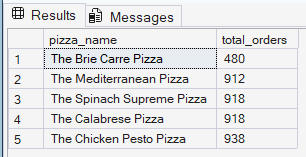 Results Messages
pizza_name total_orders
1 The Brie Carre Pizza 480
2 The Mediterranean Pizza 912
3 The Spinach Supreme Pizza 918
4 The Calabrese Pizza 918
5 The Chicken Pesto Pizza 938